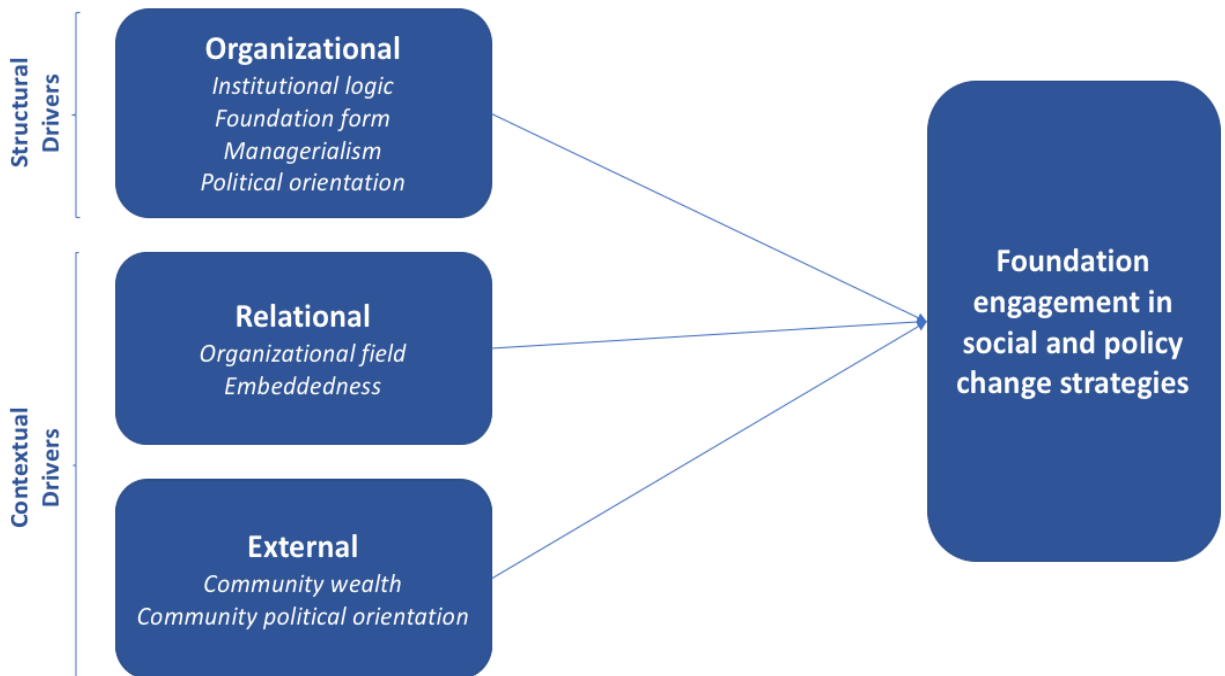 Structural
Drivers
Organizational
Institutional logic
Foundation form
Managerialism
Political orientation
Contextual
Drivers
Relational
Organizational field
Embeddedness
External
Community wealth
Community political orientation
Foundation
engagement in
social and policy
change strategies